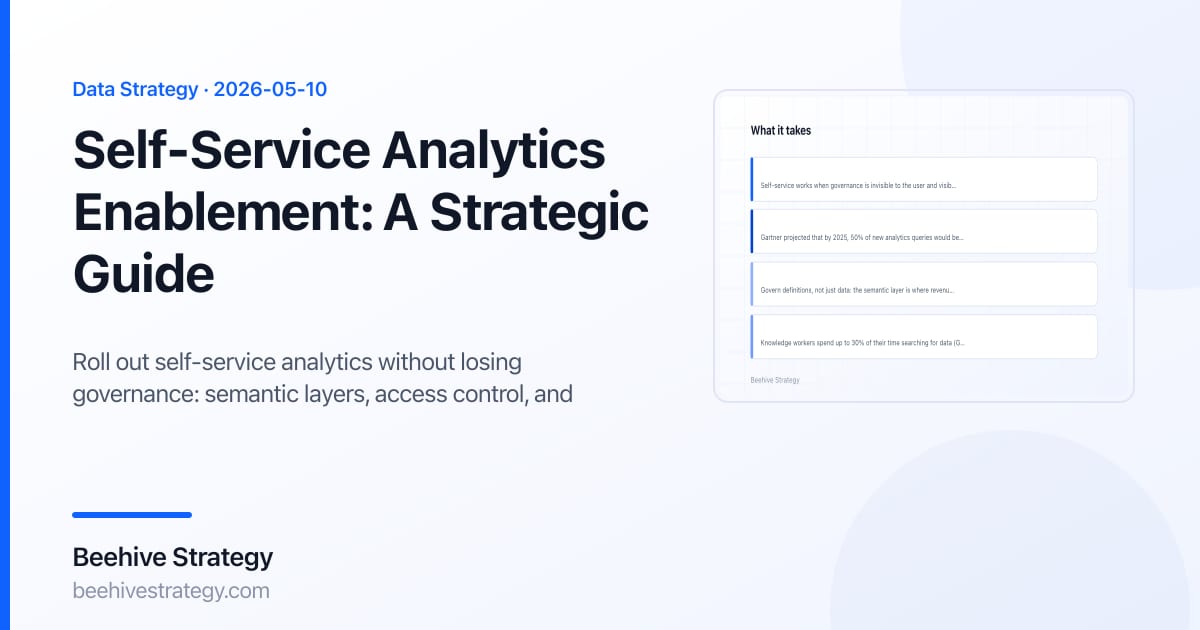 Data Strategy · 2026-05-10
Self-Service Analytics
Enablement: A Strategic
Guide
Roll out self-service analytics without losing
governance: semantic layers, access control, and
Beehive Strategy
beehivestrategy.com
What it takes
Self-service works when governance is invisible to the user and visib...
Gartner projected that by 2025, 50% of new analytics queries would be...
Govern definitions, not just data: the semantic layer is where revenu...
Knowledge workers spend up to 30% of their time searching for data (G...
Beehive Strategy